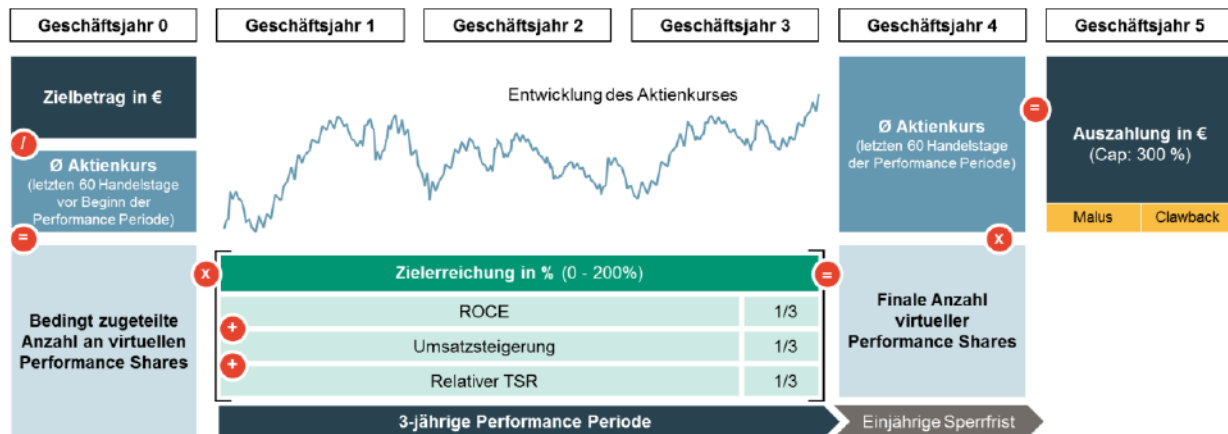 Geschäftsjahr 0
Geschäftsjahr 1
Geschäftsjahr 2
Geschäftsjahr 3
Geschäftsjahr 4
Geschäftsjahr 5
Zielbetrag in €
/
Ø Aktienkurs
(letzten 60 Handelstage
vor Beginn der
Performance Periode)
=
Bedingt zugeteilte
Anzahl an virtuellen
Performance Shares
x
Entwicklung des Aktienkurses
Zielerreichung in % (0 - 200%)
ROCE
1/3
+
Umsatzsteigerung
1/3
+
Relativer TSR
1/3
3-jährige Performance Periode
=
Ø Aktienkurs
(letzten 60 Handelstage
der Performance Periode)
x
Finale Anzahl
virtueller
Performance Shares
Einjährige Sperrfrist
=
Auszahlung in €
(Cap: 300 %)
Malus
Clawback